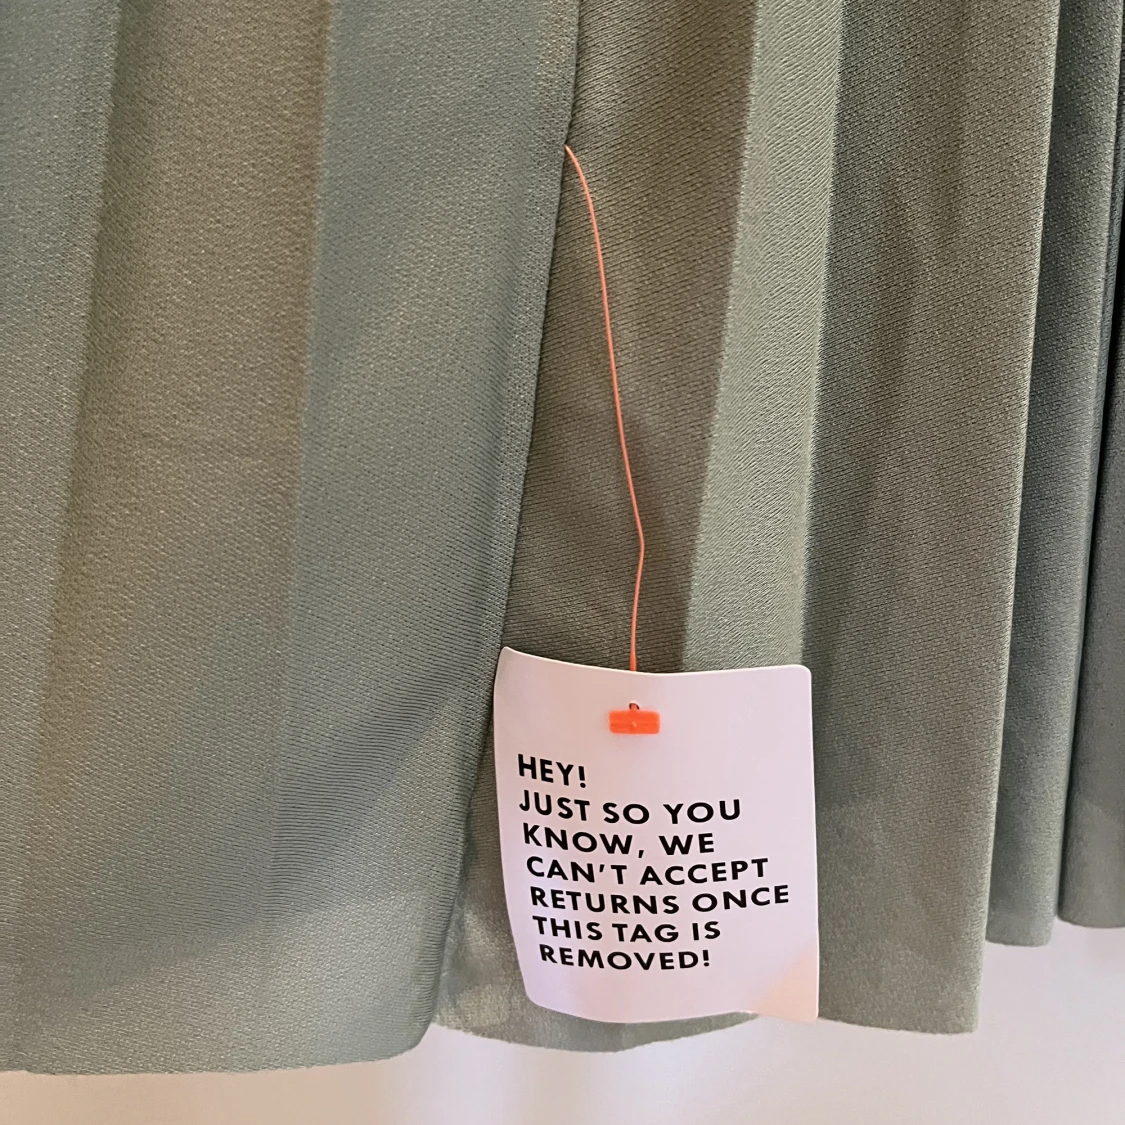 HEY!
JUST SO YOU
KNOW, WE
CAN'T ACCEPT
RETURNS ONCE
THIS TAG IS
REMOVED!